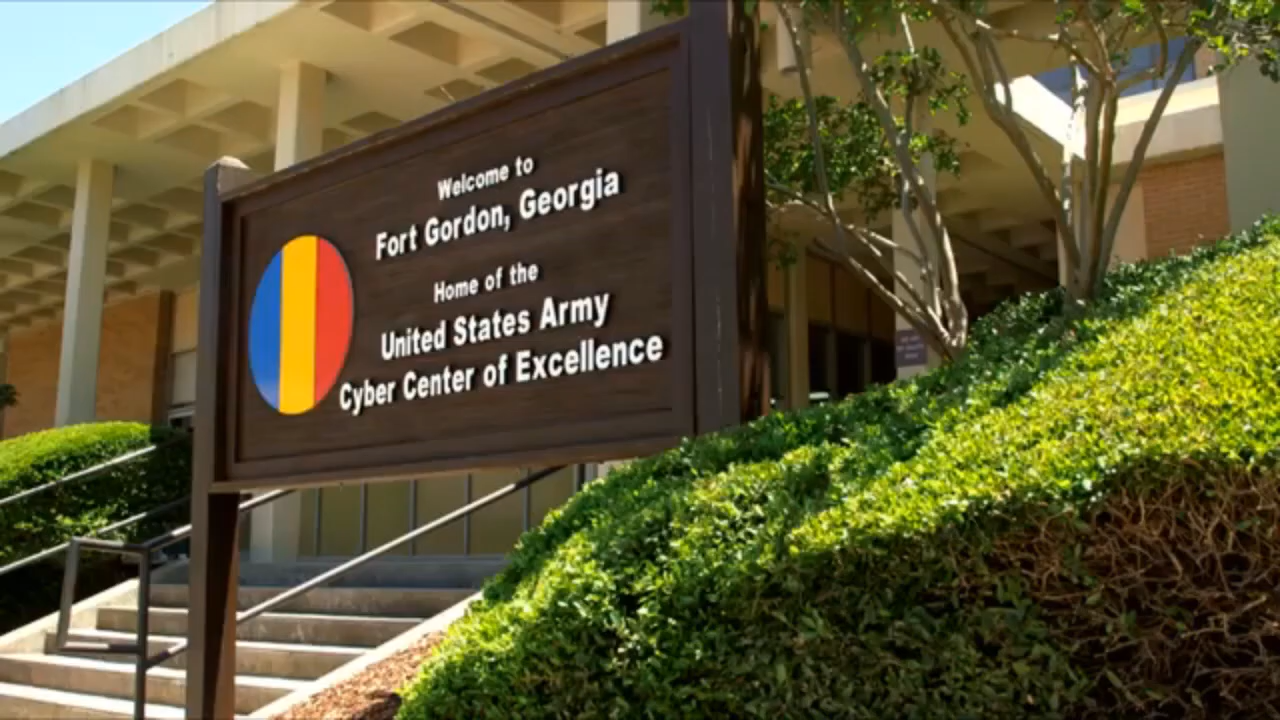 Welcome to
Fort Gordon, Georgia
Home of the
United States Army
Cyber Center of Excellence